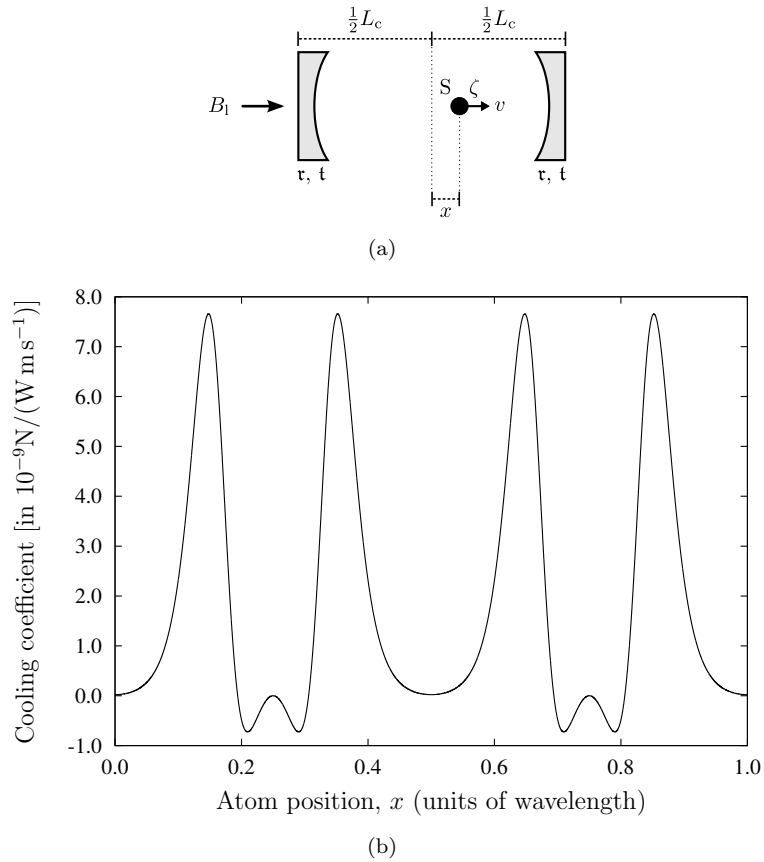 ½L_c ½L_c
B_l S ζ v
𝔯, 𝔱 𝔯, 𝔱
x
(a)
8.0
7.0
6.0
5.0
4.0
3.0
2.0
1.0
0.0
-1.0
Cooling coefficient [in 10⁻⁹N/(W m s⁻¹)]
0.0 0.2 0.4 0.6 0.8 1.0
Atom position, x (units of wavelength)
(b)